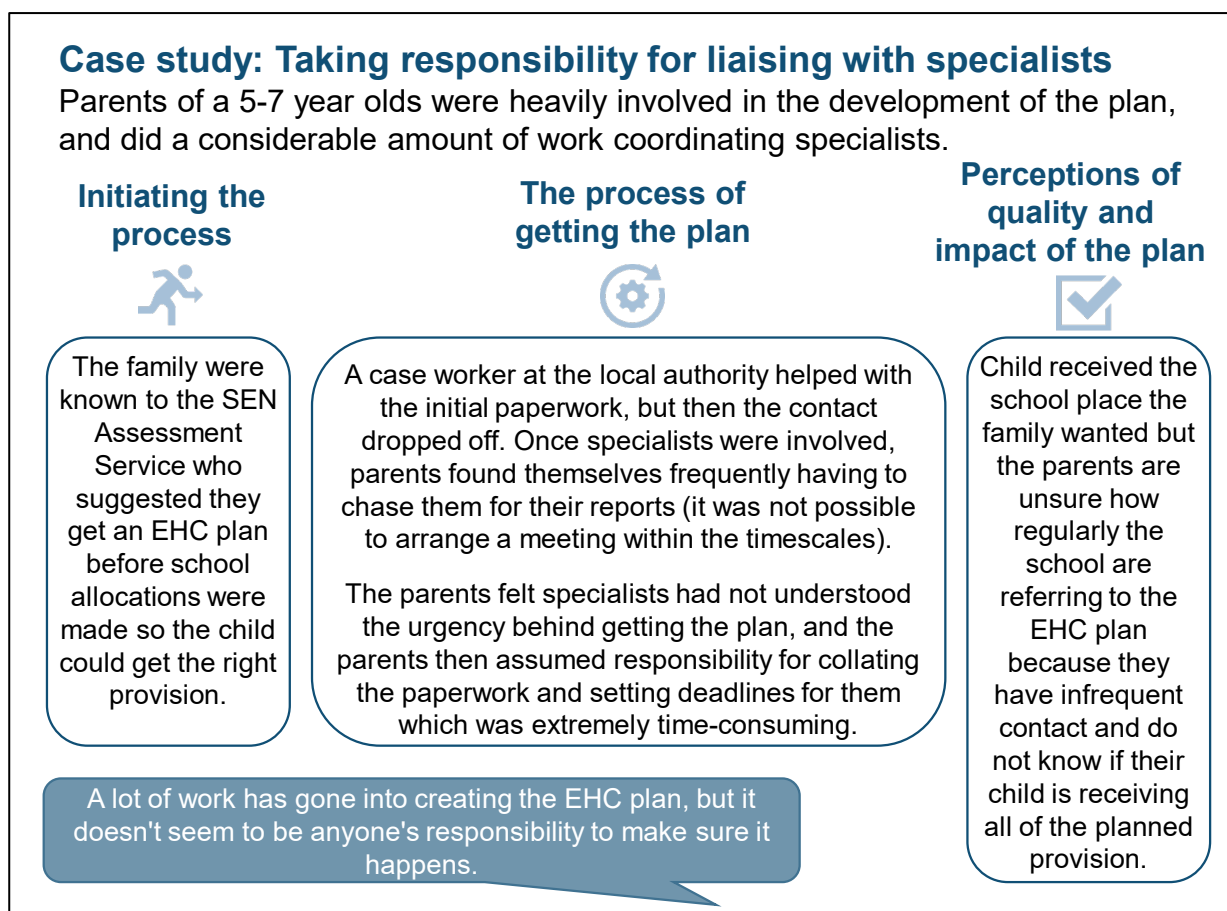 Case study: Taking responsibility for liaising with specialists
Parents of a 5-7 year olds were heavily involved in the development of the plan,
and did a considerable amount of work coordinating specialists.
Initiating the
process
The family were
known to the SEN
Assessment
Service who
suggested they
get an EHC plan
before school
allocations were
made so the child
could get the right
provision.
The process of
getting the plan
A case worker at the local authority helped with
the initial paperwork, but then the contact
dropped off. Once specialists were involved,
parents found themselves frequently having to
chase them for their reports (it was not possible
to arrange a meeting within the timescales).
The parents felt specialists had not understood
the urgency behind getting the plan, and the
parents then assumed responsibility for collating
the paperwork and setting deadlines for them
which was extremely time-consuming.
Perceptions of
quality and
impact of the plan
Child received the
school place the
family wanted but
the parents are
unsure how
regularly the
school are
referring to the
EHC plan
because they
have infrequent
contact and do
not know if their
child is receiving
all of the planned
provision.
A lot of work has gone into creating the EHC plan, but it
doesn't seem to be anyone's responsibility to make sure it
happens.